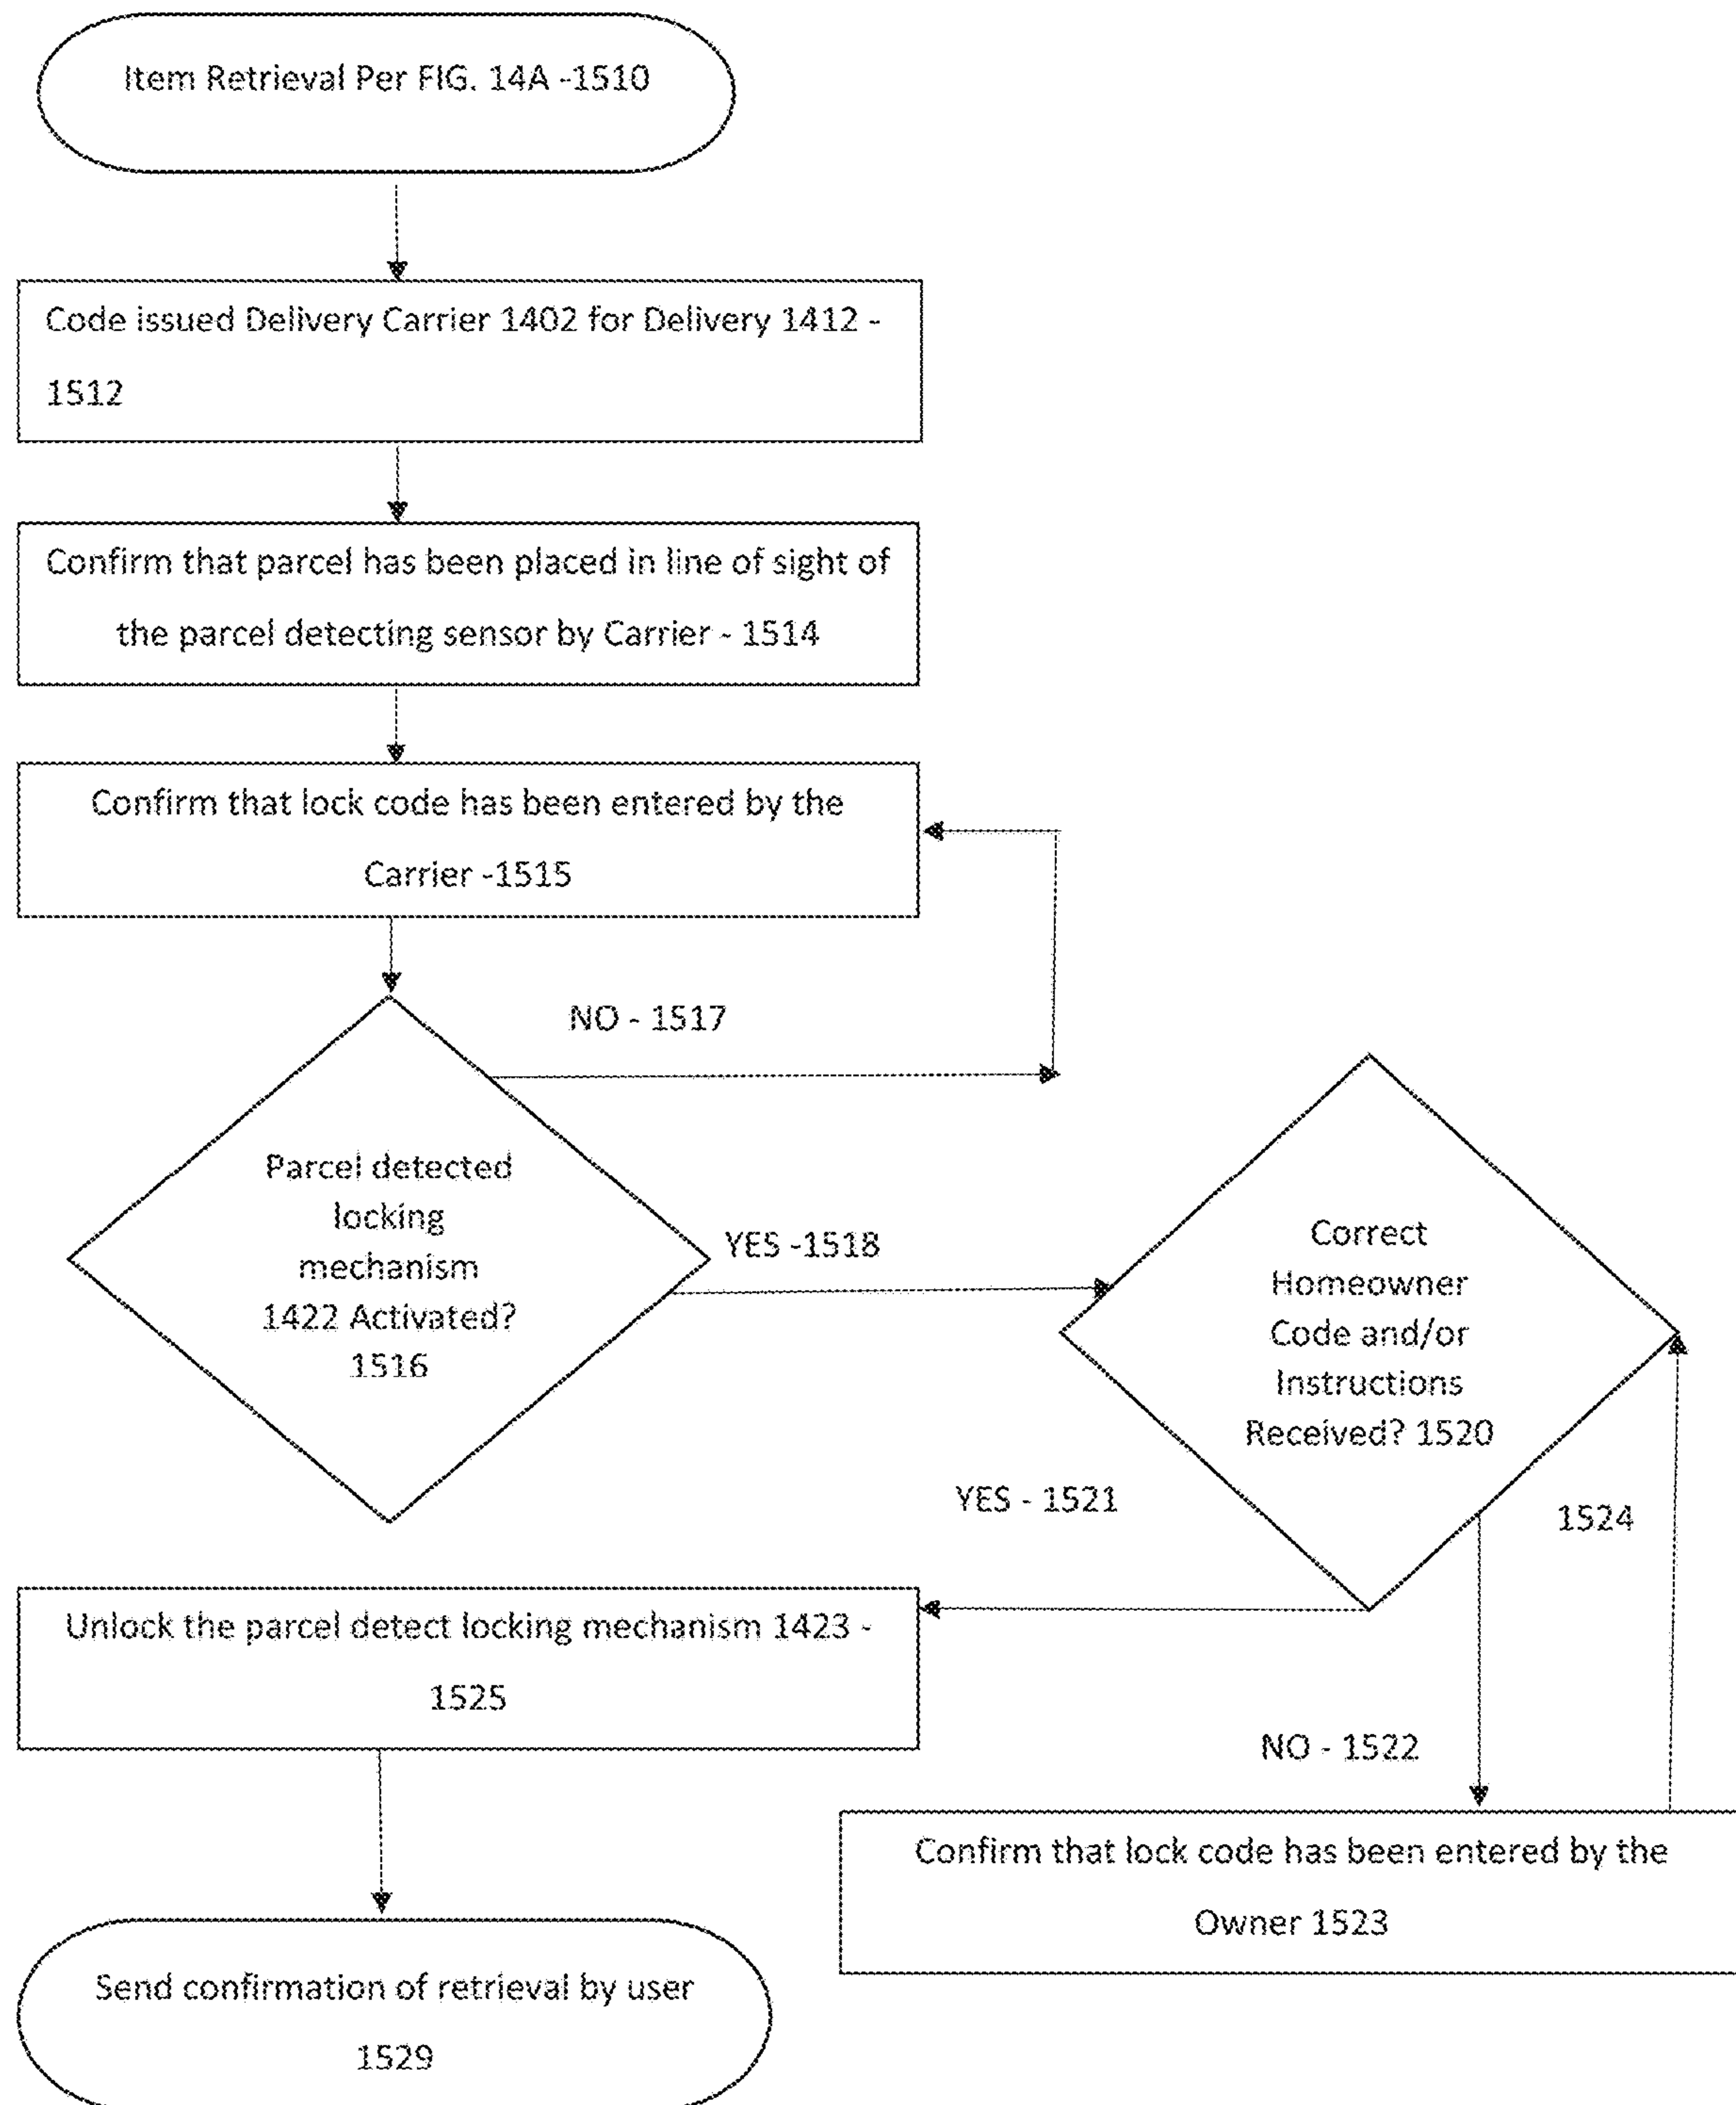 Item Retrieval Per FIG. 14A -1510
Code issued Delivery Carrier 1402 for Delivery 1412 -
1512
Confirm that parcel has been placed in line of sight of
the parcel detecting sensor by Carrier - 1514
Confirm that lock code has been entered by the
Carrier -1515
NO - 1517
Parcel detected
locking
mechanism
1422 Activated?
1516
YES -1518
Correct
Homeowner
Code and/or
Instructions
Received? 1520
YES - 1521
1524
Unlock the parcel detect locking mechanism 1423 -
1525
NO - 1522
Confirm that lock code has been entered by the
Owner 1523
Send confirmation of retrieval by user
1529